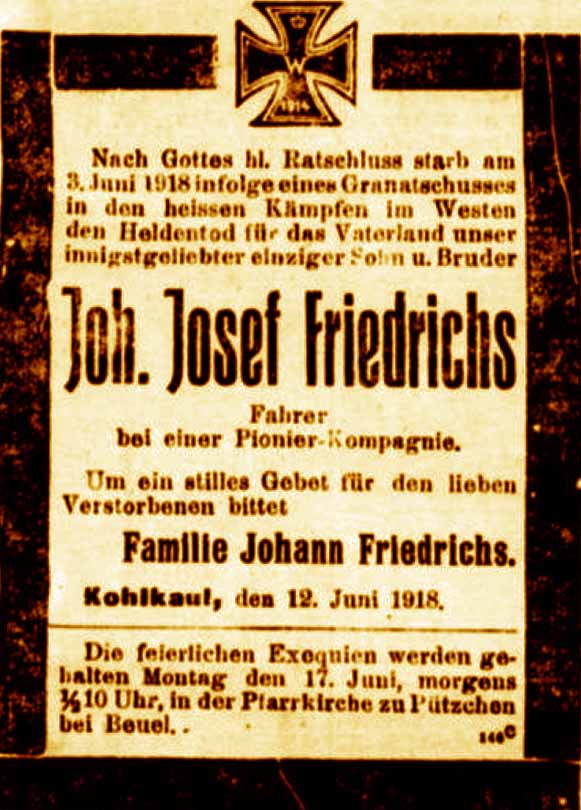 W
1914
Nach Gottes hl. Ratschluss starb am
3. Juni 1918 infolge eines Granatschusses
in den heissen Kämpfen im Westen
den Heldentod für das Vaterland unser
innigstgeliebter einziger Sohn u. Bruder
Joh. Josef Friedrichs
Fahrer
bei einer Pionier-Kompagnie.
Um ein stilles Gebet für den lieben
Verstorbenen bittet
Familie Johann Friedrichs.
Kohlkaul, den 12. Juni 1918.
Die feierlichen Exequien werden ge-
halten Montag den 17. Juni, morgens
½10 Uhr, in der Pfarrkirche zu Pützchen
bei Beuel.